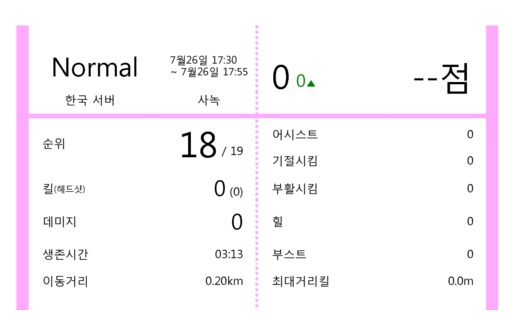 Normal
7월26일 17:30
~ 7월26일 17:55
한국 서버
사녹
0 0▲
--점
순위 18 / 19
킬(헤드샷) 0 (0)
데미지 0
생존시간 03:13
이동거리 0.20km
어시스트 0
기절시킴 0
부활시킴 0
힐 0
부스트 0
최대거리킬 0.0m